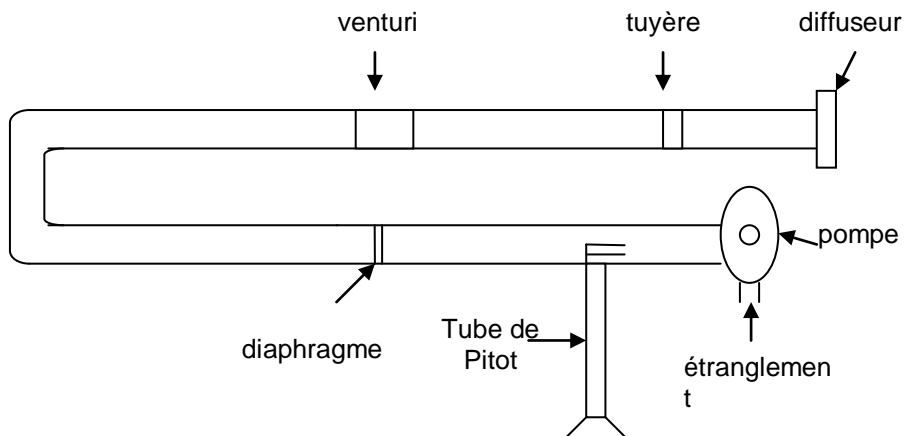 venturi
tuyère
diffuseur
pompe
diaphragme
Tube de
Pitot
étranglemen
t